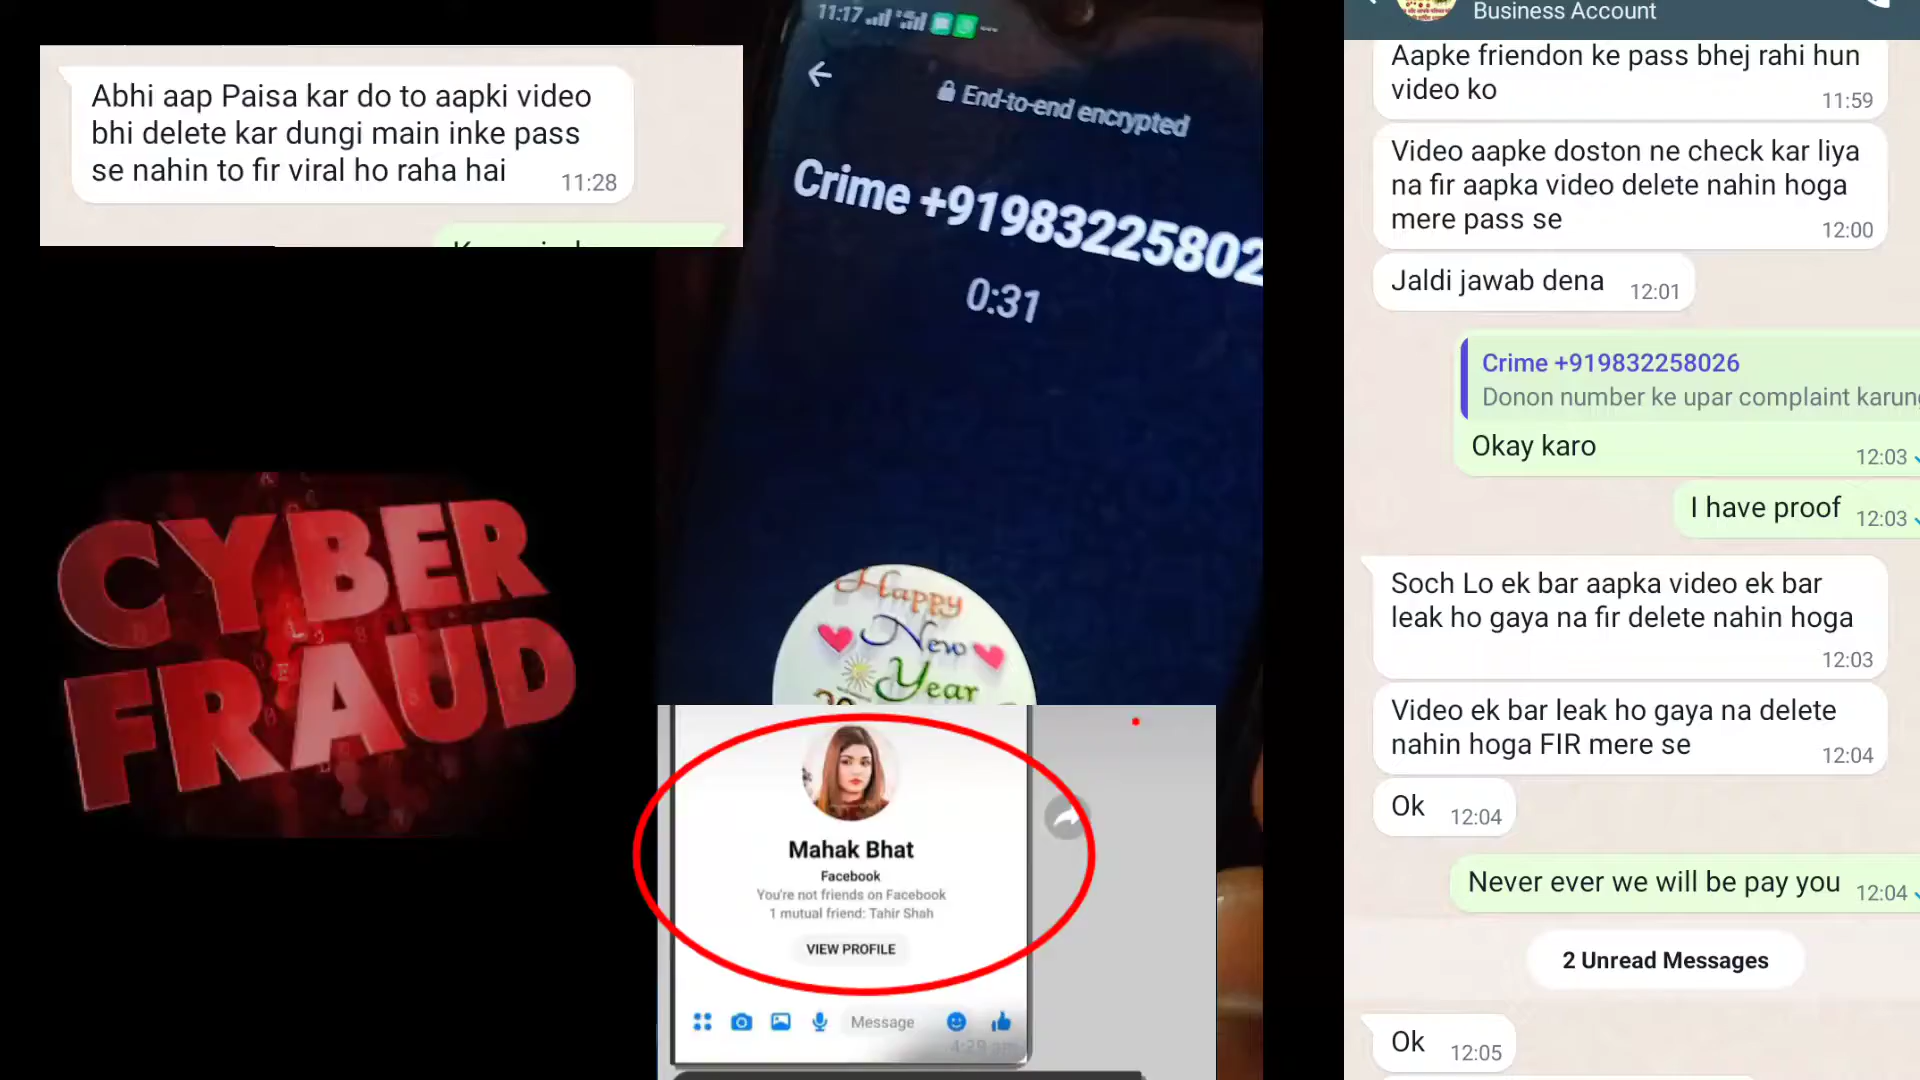 Abhi aap Paisa kar do to aapki video
bhi delete kar dungi main inke pass
se nahin to fir viral ho raha hai
11:28
CYBER
FRAUD
11:17
End-to-end encrypted
Crime +91983225802
0:31
Happy
New
Year
Mahak Bhat
Facebook
You're not friends on Facebook
1 mutual friend: Tahir Shah
VIEW PROFILE
Message
4:29 pm
Business Account
Aapke friendon ke pass bhej rahi hun
video ko
11:59
Video aapke doston ne check kar liya
na fir aapka video delete nahin hoga
mere pass se
12:00
Jaldi jawab dena
12:01
Crime +919832258026
Donon number ke upar complaint karung
Okay karo
12:03
I have proof
12:03
Soch Lo ek bar aapka video ek bar
leak ho gaya na fir delete nahin hoga
12:03
Video ek bar leak ho gaya na delete
nahin hoga FIR mere se
12:04
Ok
12:04
Never ever we will be pay you
12:04
2 Unread Messages
Ok
12:05